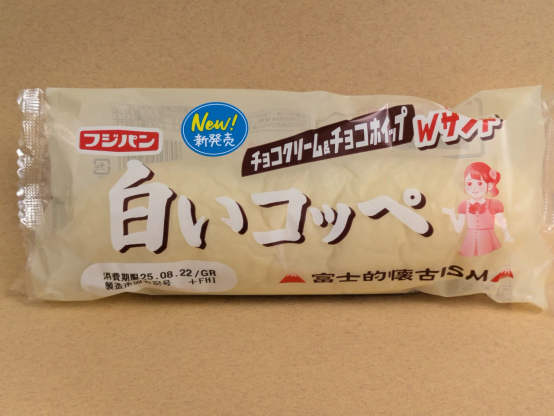 フジパン
New!
新発売
チョコクリーム&チョコホイップ
Wサンド
白いコッペ
消費期限25.08.22/GR
+FHJ
富士的懐古ISM